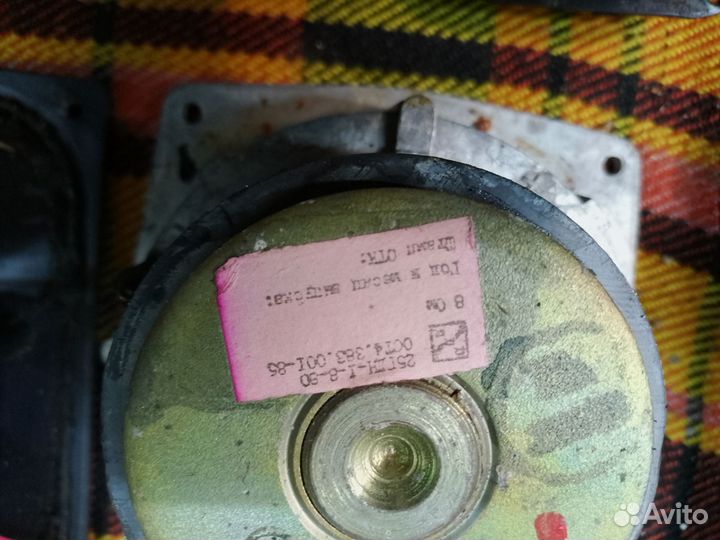 25ГДН-1-8-80
ОСТ4.383.001-85
8 Ом
Год и месяц выпуска:
Штамп ОТК:
Avito